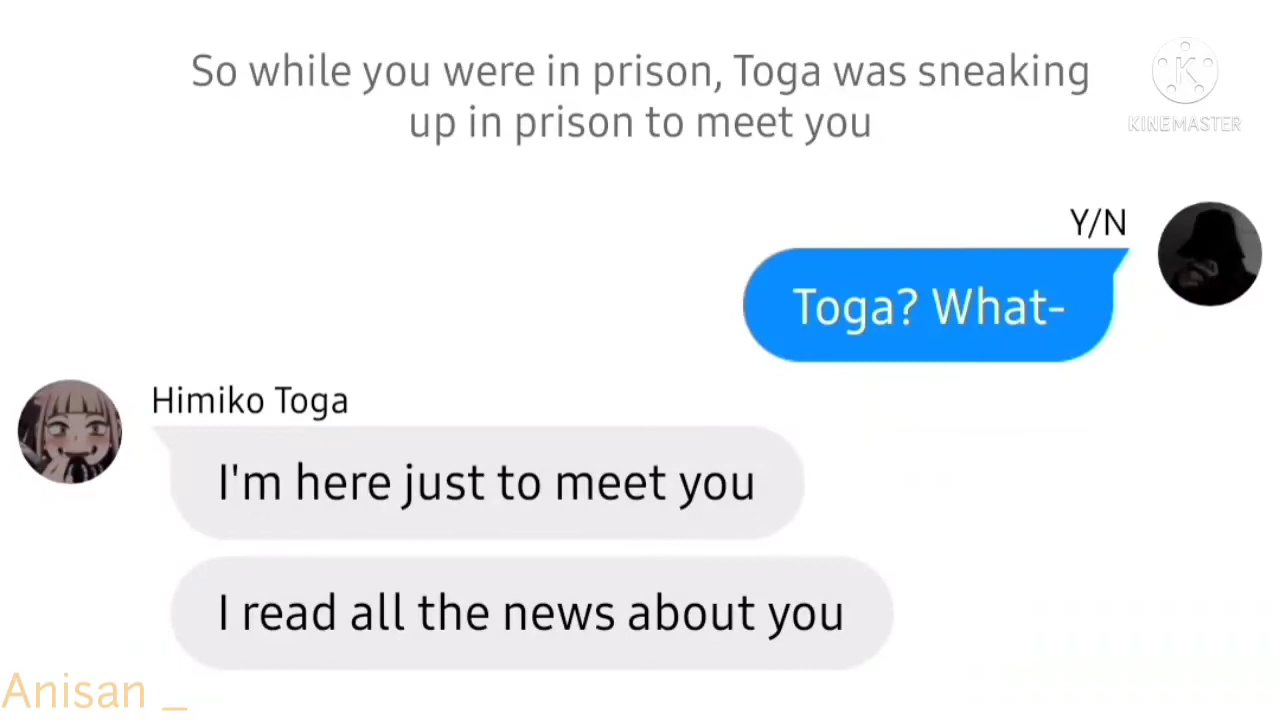 So while you were in prison, Toga was sneaking
up in prison to meet you
KINEMASTER
Y/N
Toga? What-
Himiko Toga
I'm here just to meet you
I read all the news about you
Anisan _